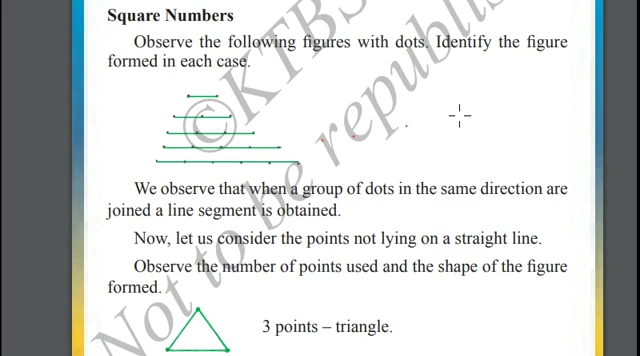 Square Numbers
Observe the following figures with dots. Identify the figure
formed in each case.
We observe that when a group of dots in the same direction are
joined a line segment is obtained.
Now, let us consider the points not lying on a straight line.
Observe the number of points used and the shape of the figure
formed.
3 points – triangle.
©KTBS
Not to be republis